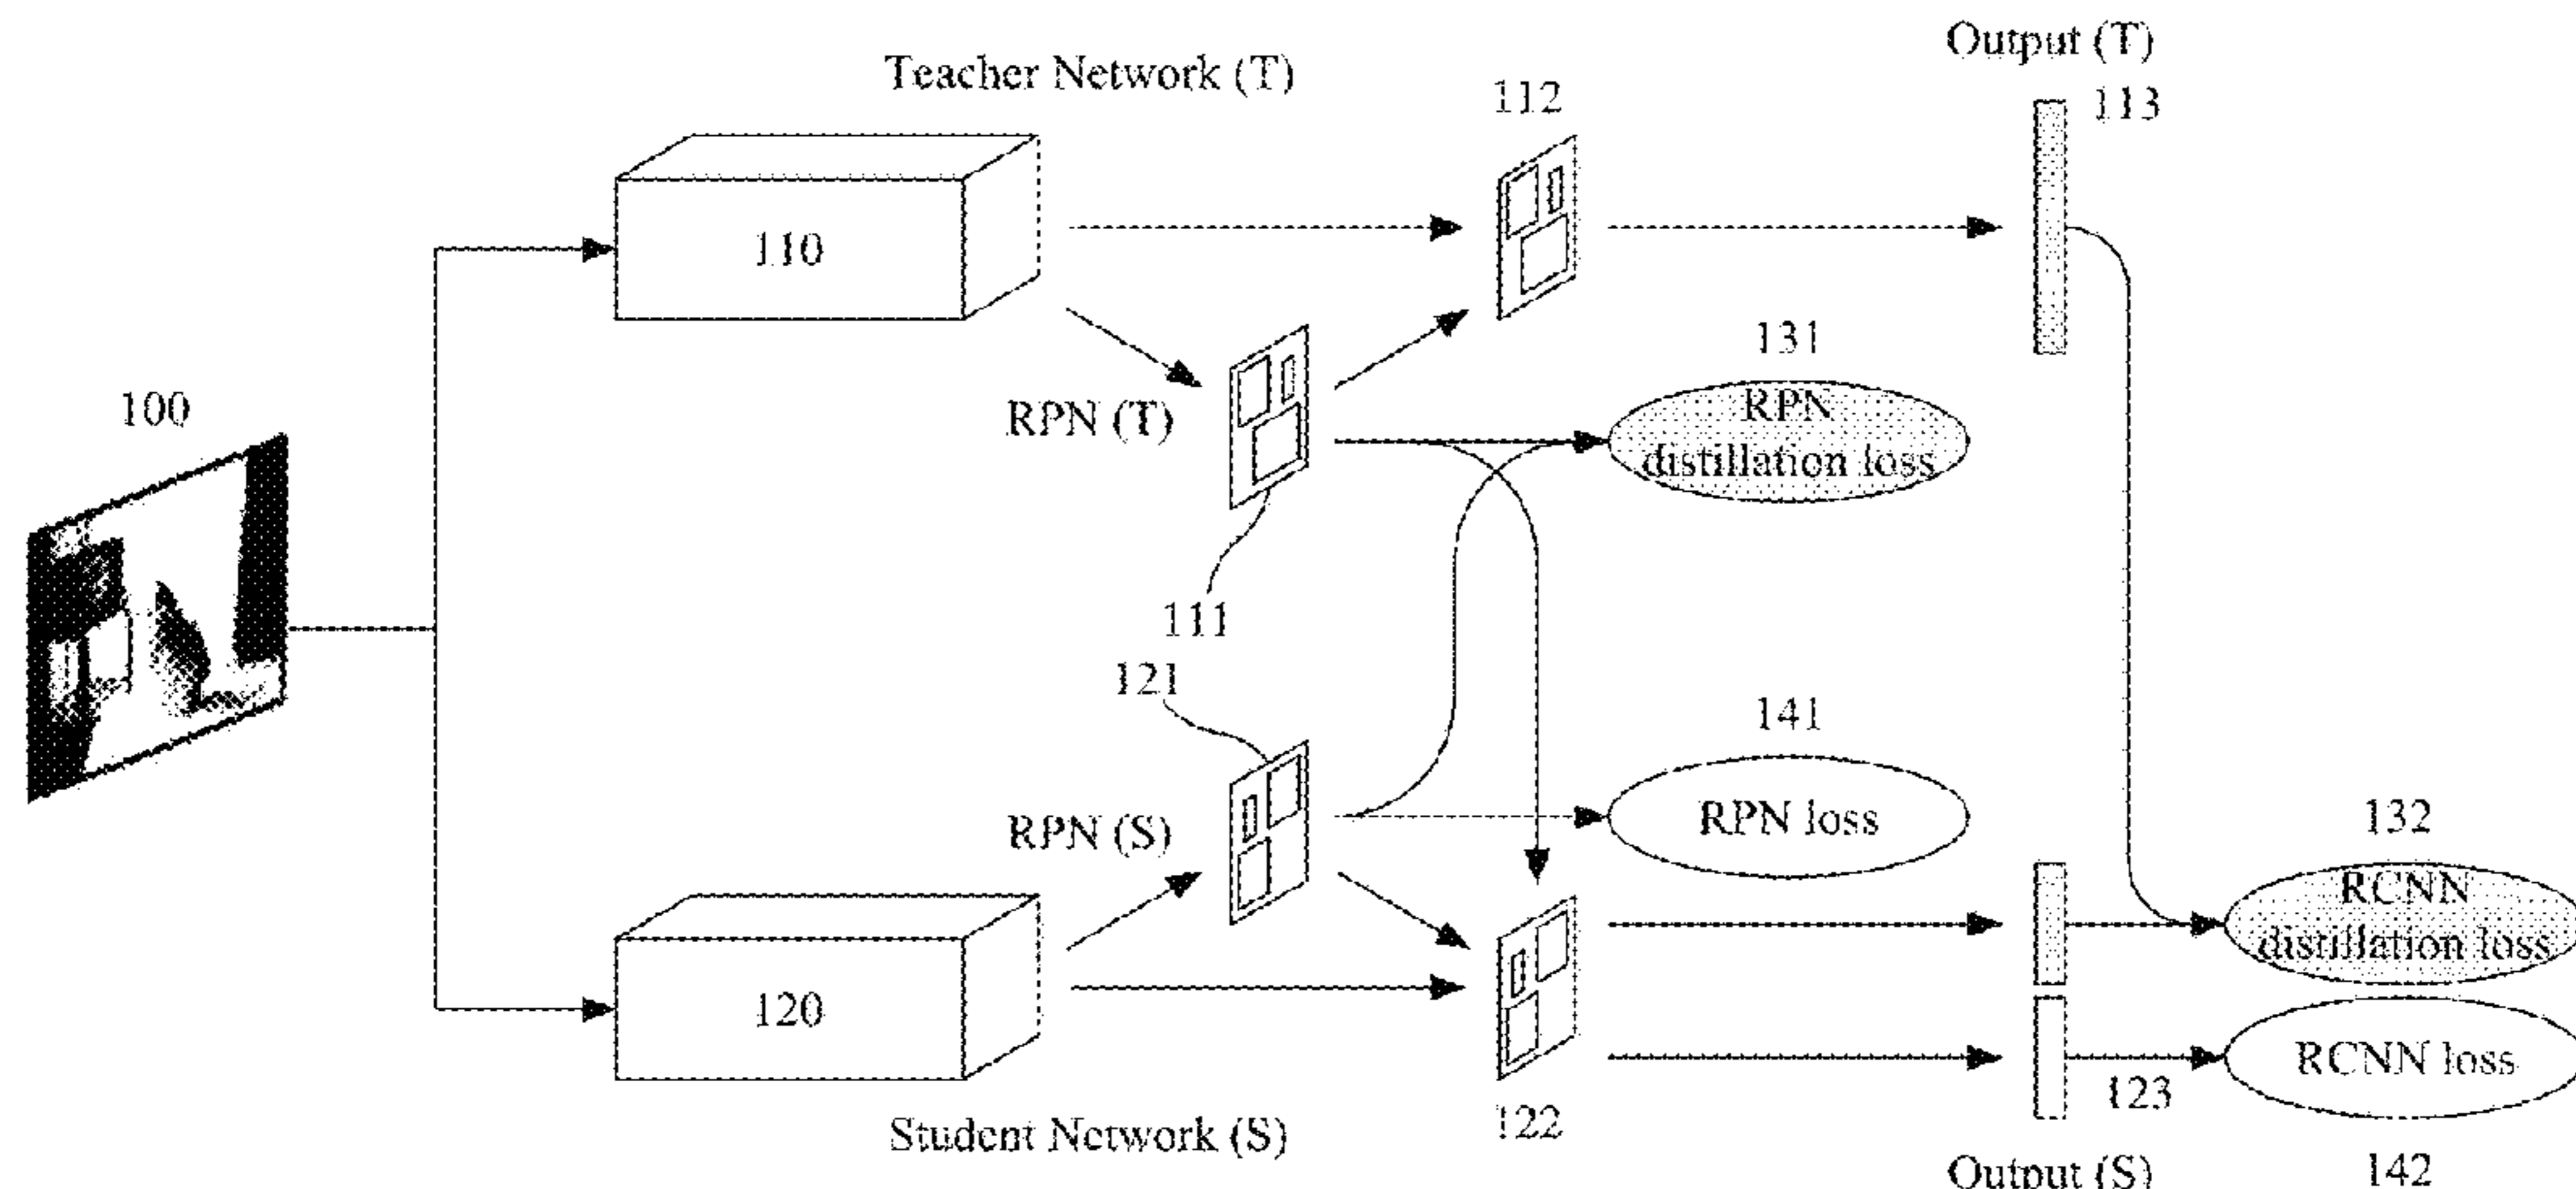 Output (T)
Teacher Network (T)
112
113
110
131
RPN
distillation loss
100
RPN (T)
111
121
141
RPN (S)
RPN loss
132
RCNN
distillation loss
120
RCNN loss
123
122
Student Network (S)
Output (S)
142